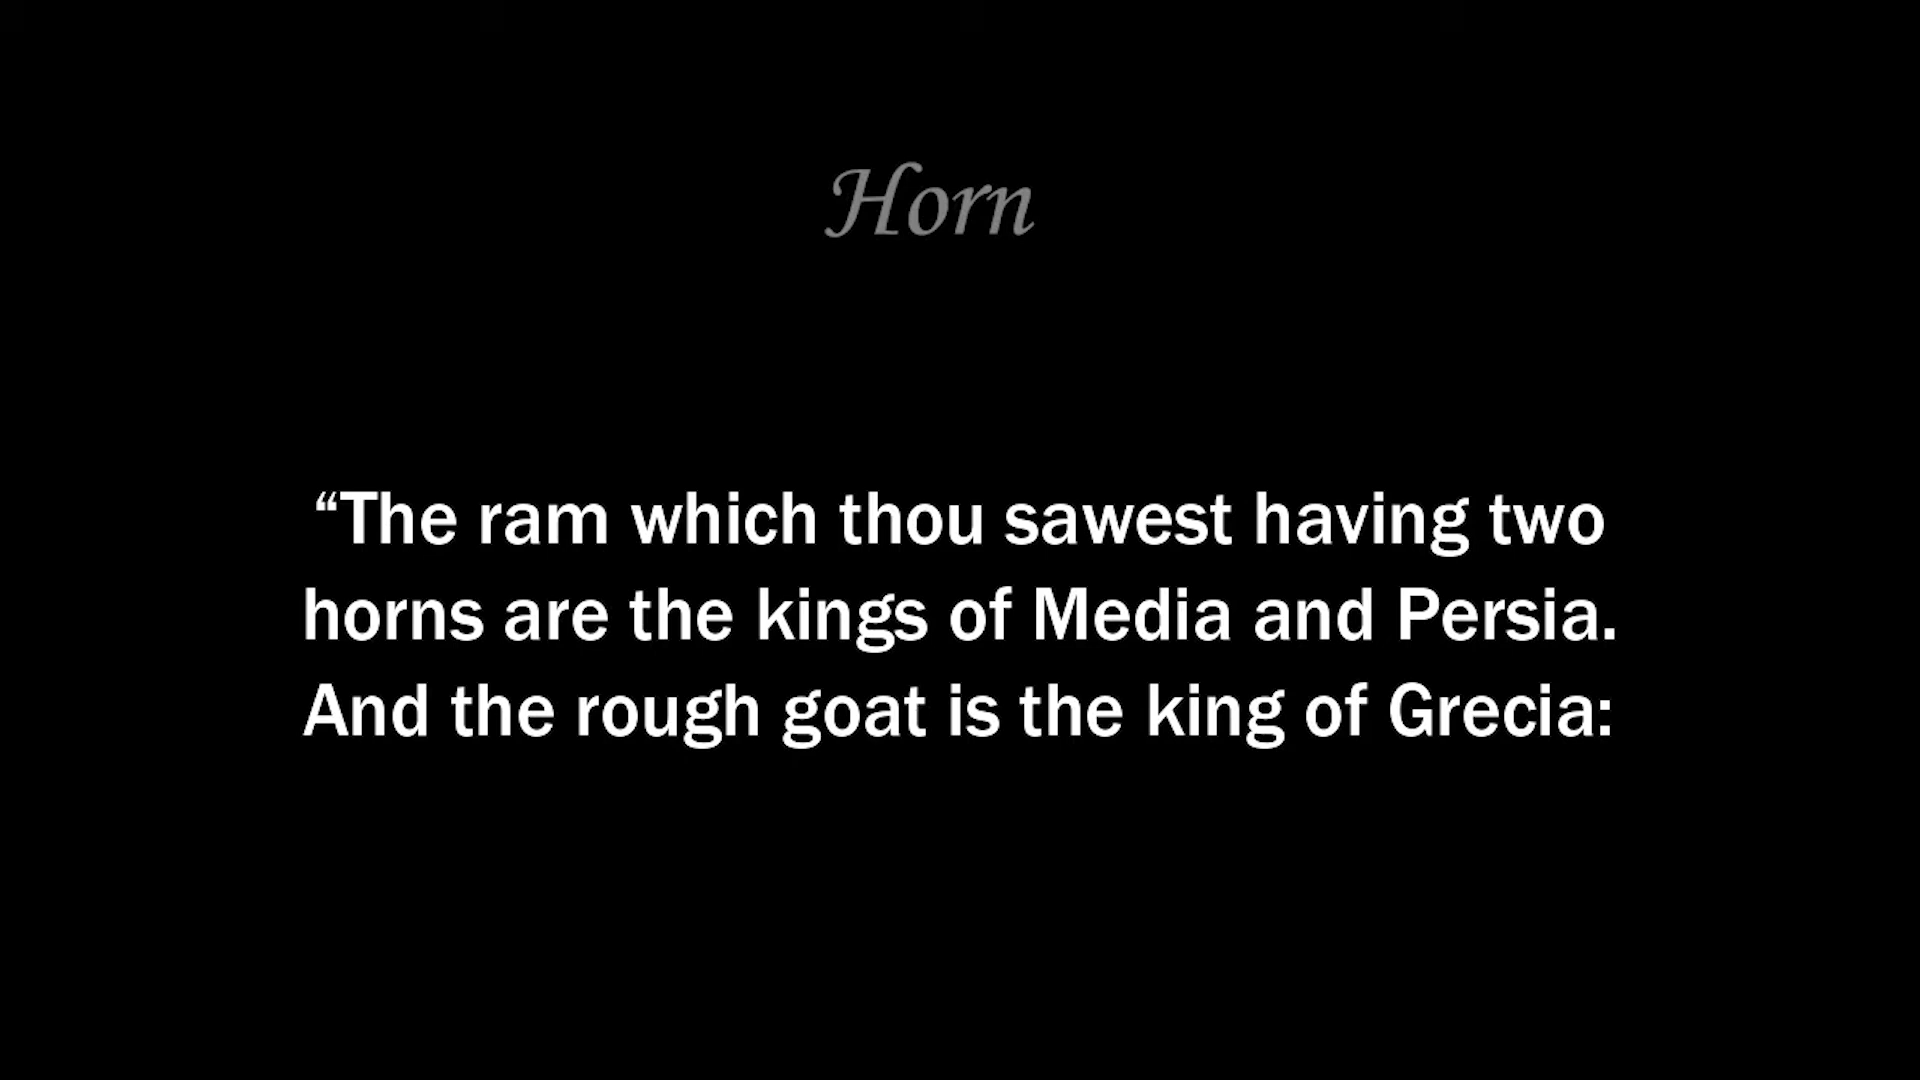 Horn
“The ram which thou sawest having two
horns are the kings of Media and Persia.
And the rough goat is the king of Grecia: